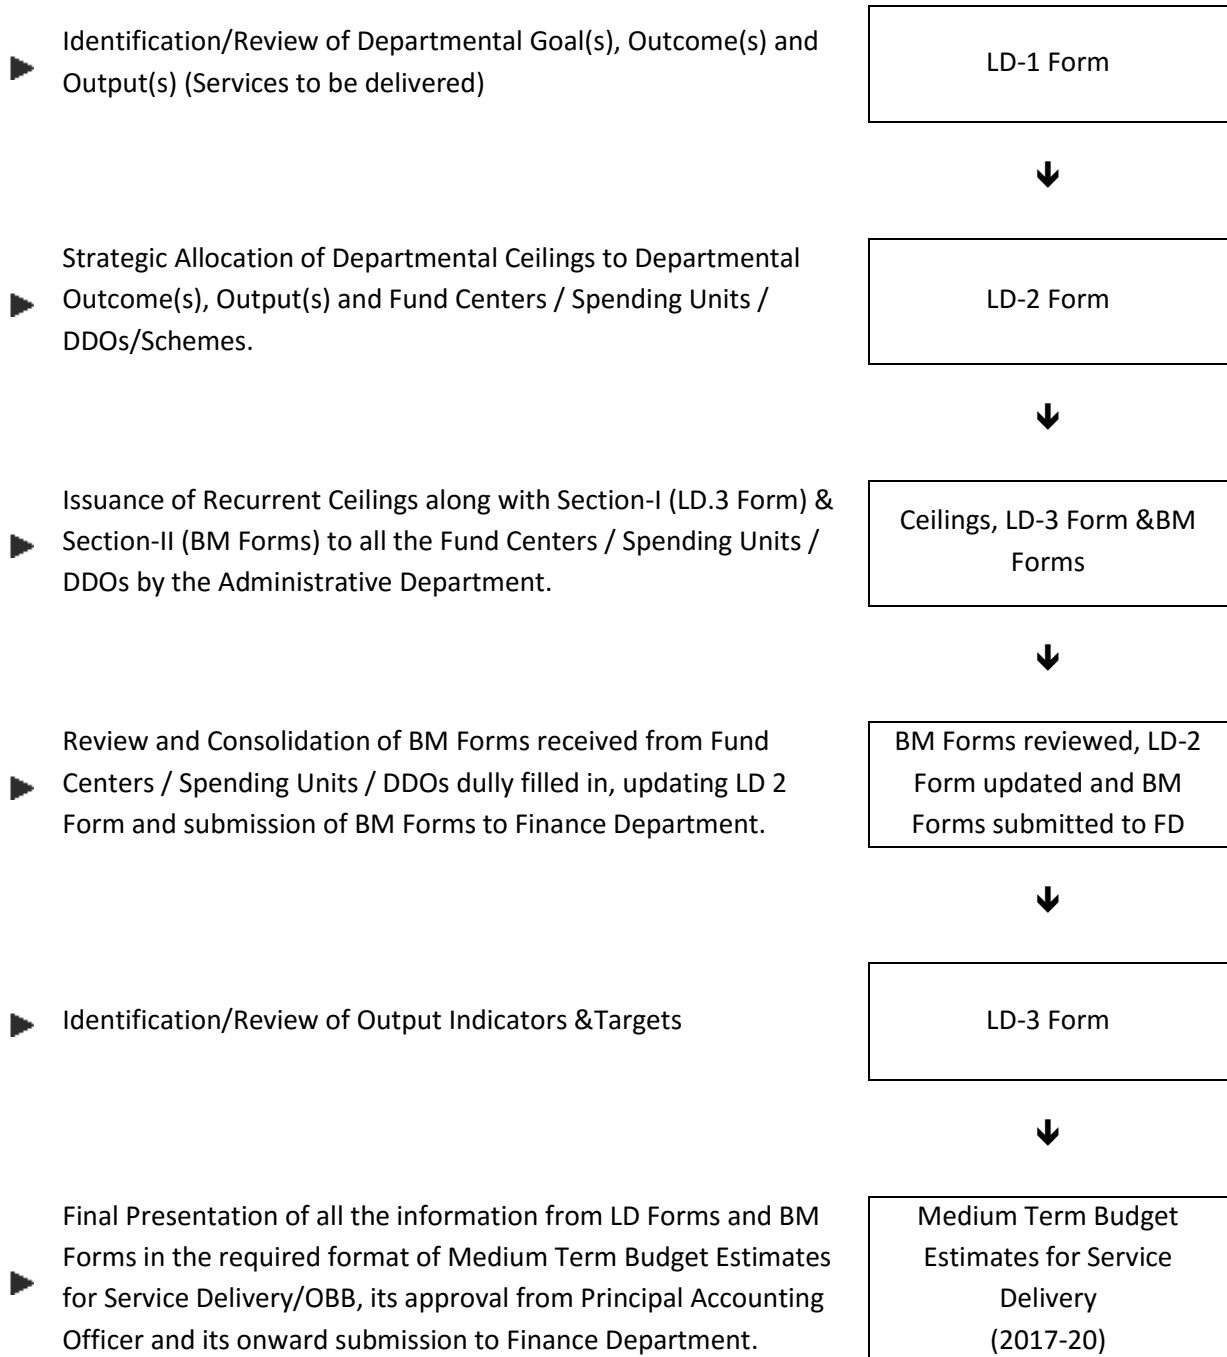 Identification/Review of Departmental Goal(s), Outcome(s) and
Output(s) (Services to be delivered)
LD-1 Form
Strategic Allocation of Departmental Ceilings to Departmental
Outcome(s), Output(s) and Fund Centers / Spending Units /
DDOs/Schemes.
LD-2 Form
Issuance of Recurrent Ceilings along with Section-I (LD.3 Form) &
Section-II (BM Forms) to all the Fund Centers / Spending Units /
DDOs by the Administrative Department.
Ceilings, LD-3 Form &BM
Forms
Review and Consolidation of BM Forms received from Fund
Centers / Spending Units / DDOs dully filled in, updating LD 2
Form and submission of BM Forms to Finance Department.
BM Forms reviewed, LD-2
Form updated and BM
Forms submitted to FD
Identification/Review of Output Indicators &Targets
LD-3 Form
Final Presentation of all the information from LD Forms and BM
Forms in the required format of Medium Term Budget Estimates
for Service Delivery/OBB, its approval from Principal Accounting
Officer and its onward submission to Finance Department.
Medium Term Budget
Estimates for Service
Delivery
(2017-20)